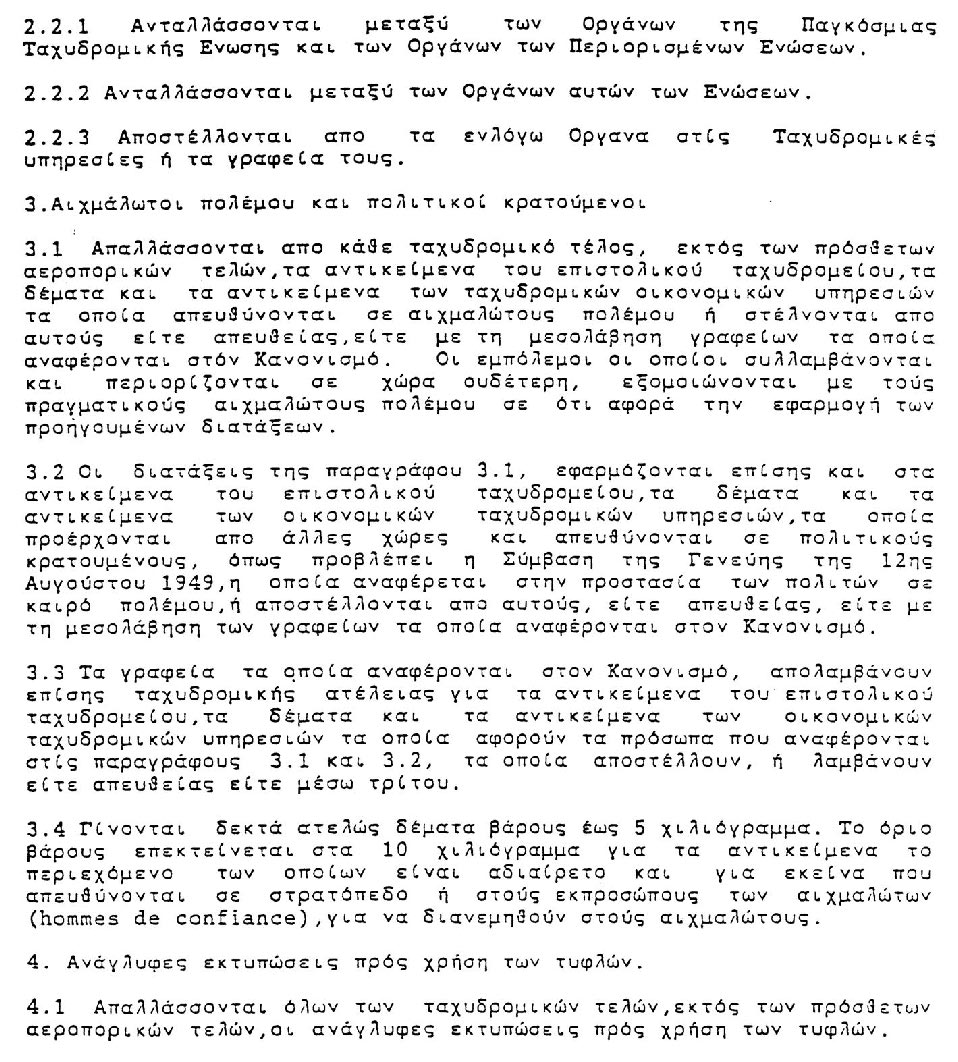 2.2.1 Ανταλλάσσονται μεταξύ των Οργάνων της Παγκόσμιας
Ταχυδρομικής Ενωσης και των Οργάνων των Περιορισμένων Ενώσεων.
2.2.2 Ανταλλάσσονται μεταξύ των Οργάνων αυτών των Ενώσεων.
2.2.3 Αποστέλλονται απο τα ενλόγω Οργανα στίς Ταχυδρομικές
υπηρεσίες ή τα γραφεία τους.
3.Αιχμάλωτοι πολέμου και πολιτικοί κρατούμενοι
3.1 Απαλλάσσονται απο κάθε ταχυδρομικό τέλος, εκτός των πρόσθετων
αεροπορικών τελών,τα αντικείμενα του επιστολικού ταχυδρομείου,τα
δέματα και τα αντικείμενα των ταχυδρομικών οικονομικών υπηρεσιών
τα οποία απευθύνονται σε αιχμαλώτους πολέμου ή στέλνονται απο
αυτούς είτε απευθείας,είτε με τη μεσολάβηση γραφείων τα οποία
αναφέρονται στόν Κανονισμό. Οι εμπόλεμοι οι οποίοι συλλαμβάνονται
και περιορίζονται σε χώρα ουδέτερη, εξομοιώνονται με τούς
πραγματικούς αιχμαλώτους πολέμου σε ότι αφορά την εφαρμογή των
προηγουμένων διατάξεων.
3.2 Οι διατάξεις της παραγράφου 3.1, εφαρμόζονται επίσης και στα
αντικείμενα του επιστολικού ταχυδρομείου,τα δέματα και τα
αντικείμενα των οικονομικών ταχυδρομικών υπηρεσιών,τα οποία
προέρχονται απο άλλες χώρες και απευθύνονται σε πολιτικούς
κρατουμένους, όπως προβλέπει η Σύμβαση της Γενεύης της 12ης
Αυγούστου 1949,η οποία αναφέρεται στην προστασία των πολιτών σε
καιρό πολέμου,ή αποστέλλονται απο αυτούς, είτε απευθείας, είτε με
τη μεσολάβηση των γραφείων τα οποία αναφέρονται στον Κανονισμό.
3.3 Τα γραφεία τα οποία αναφέρονται στον Κανονισμό, απολαμβάνουν
επίσης ταχυδρομικής ατέλειας για τα αντικείμενα του επιστολικού
ταχυδρομείου,τα δέματα και τα αντικείμενα των οικονομικών
ταχυδρομικών υπηρεσιών τα οποία αφορούν τα πρόσωπα που αναφέρονται
στίς παραγράφους 3.1 και 3.2, τα οποία αποστέλλουν, ή λαμβάνουν
είτε απευθείας είτε μέσω τρίτου.
3.4 Γίνονται δεκτά ατελώς δέματα βάρους έως 5 χιλιόγραμμα. Το όριο
βάρους επεκτείνεται στα 10 χιλιόγραμμα για τα αντικείμενα το
περιεχόμενο των οποίων είναι αδιαίρετο και για εκείνα που
απευθύνονται σε στρατόπεδο ή στούς εκπροσώπους των αιχμαλώτων
(hommes de confiance),για να διανεμηθούν στούς αιχμαλώτους.
4. Ανάγλυφες εκτυπώσεις πρός χρήση των τυφλών.
4.1 Απαλλάσσονται όλων των ταχυδρομικών τελών,εκτός των πρόσθετων
αεροπορικών τελών,οι ανάγλυφες εκτυπώσεις πρός χρήση των τυφλών.